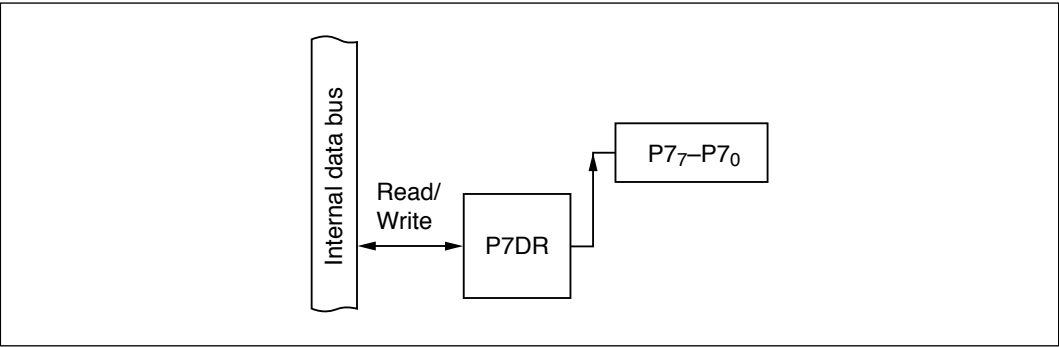 Internal data bus
Read/
Write
P7DR
P7₇–P7₀